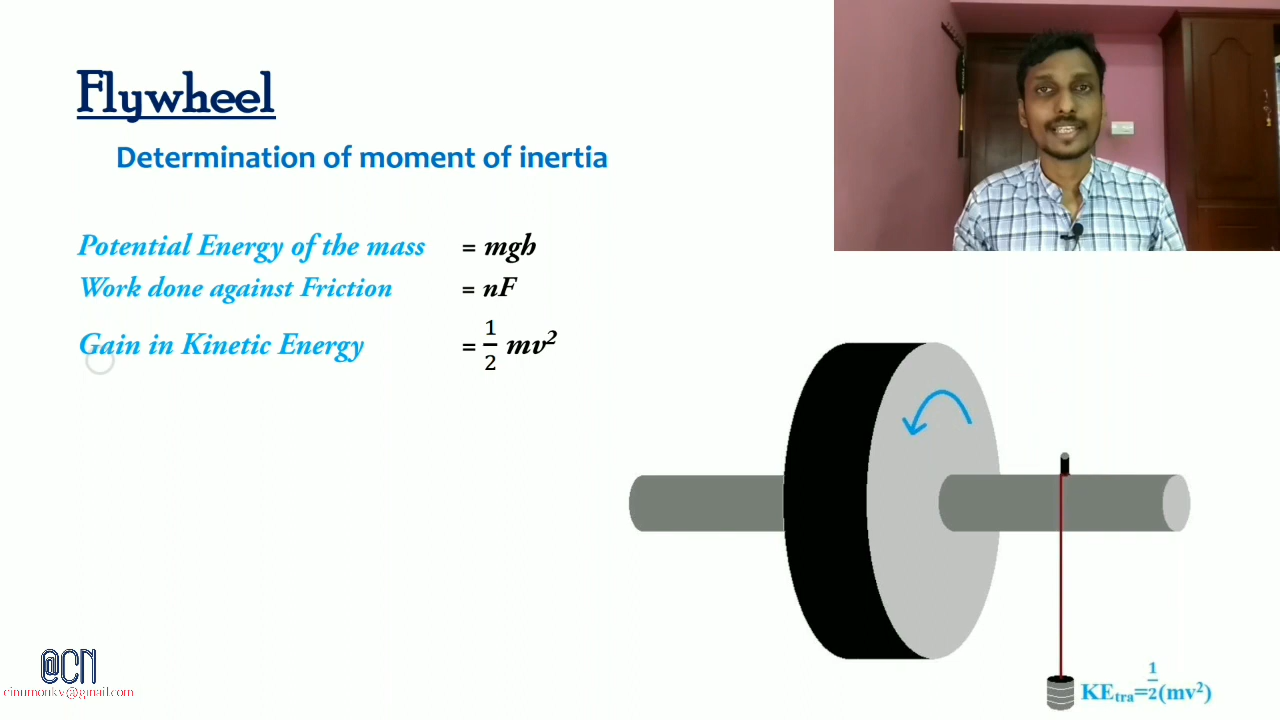 Flywheel
Determination of moment of inertia
Potential Energy of the mass = mgh
Work done against Friction = nF
Gain in Kinetic Energy = 1/2 mv²
KEtra=1/2(mv²)
@CN
cinumonkv@gmail.com